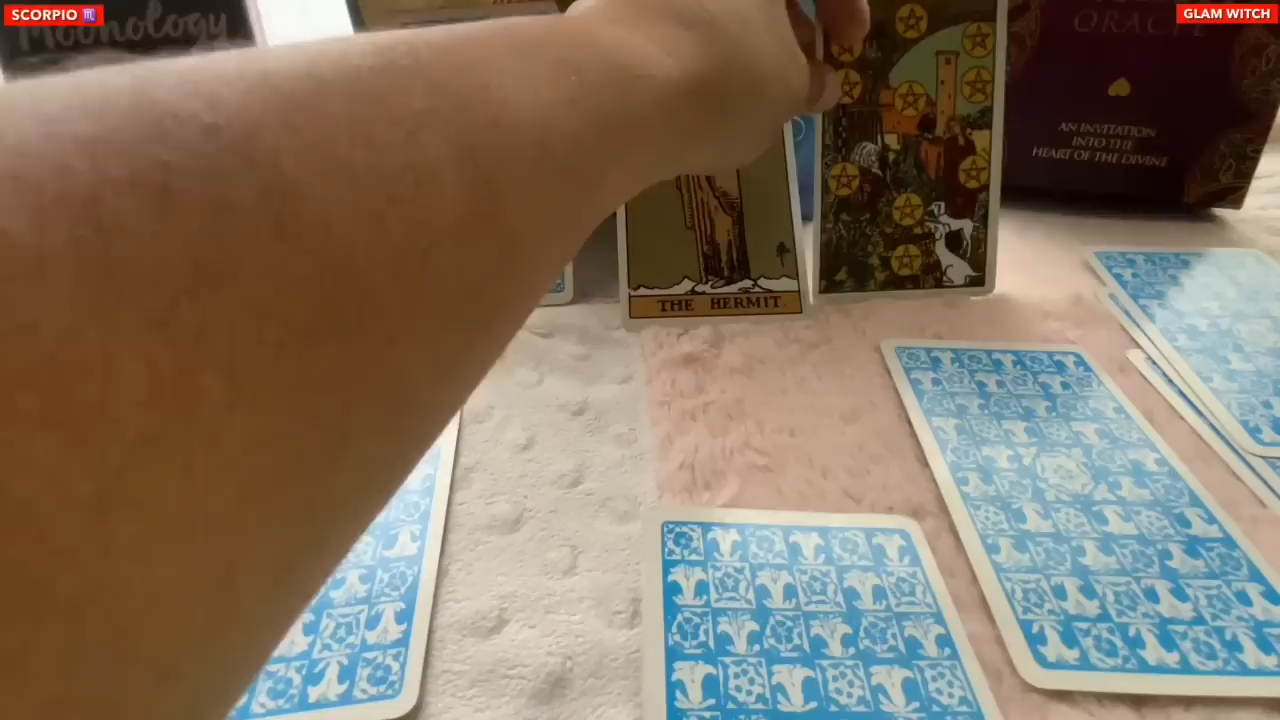 SCORPIO ♏
GLAM WITCH
Moonology
ORACLE
AN INVITATION
INTO THE
HEART OF THE DIVINE
THE HERMIT.